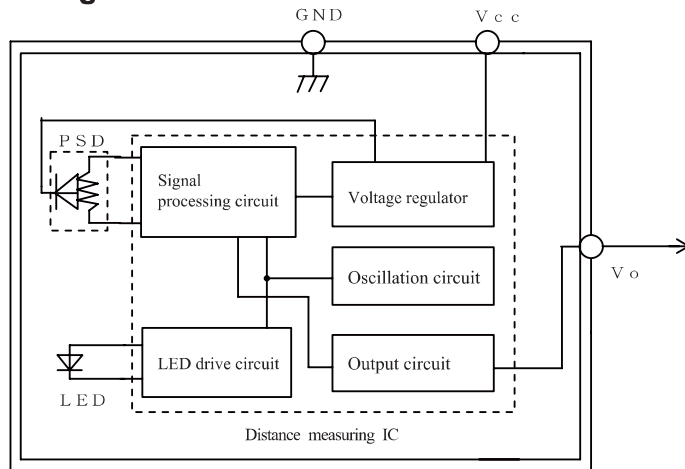 g
GND
Vcc
PSD
Signal
processing circuit
Voltage regulator
Oscillation circuit
Vo
LED drive circuit
Output circuit
LED
Distance measuring IC